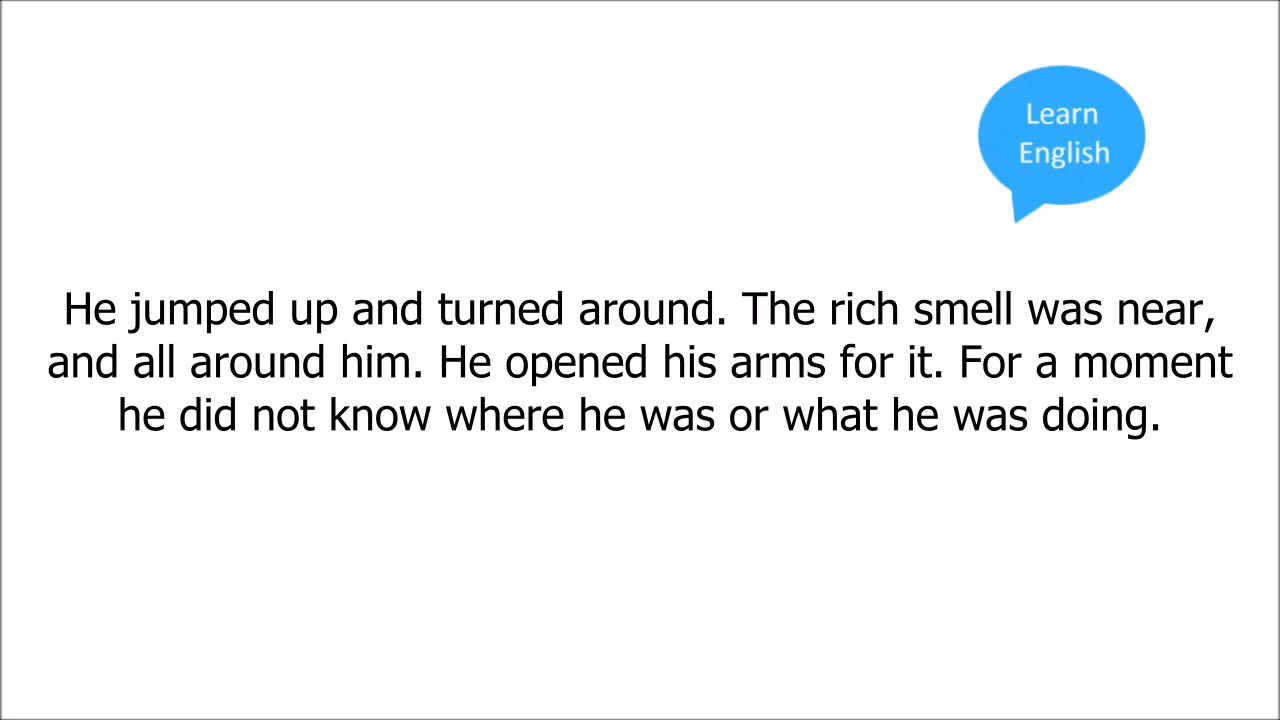 Learn
English
He jumped up and turned around. The rich smell was near,
and all around him. He opened his arms for it. For a moment
he did not know where he was or what he was doing.